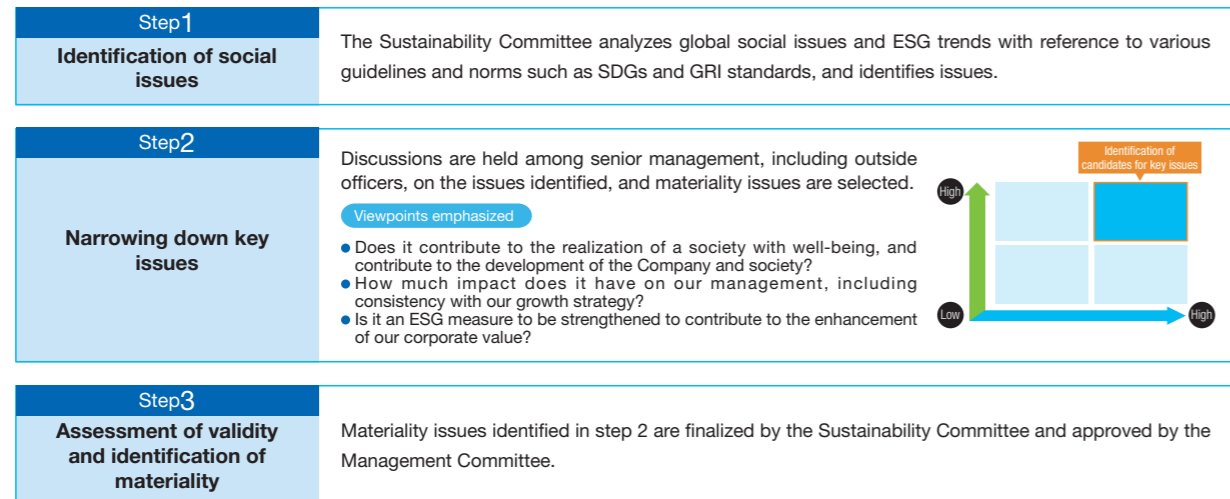 Step1
Identification of social
issues
The Sustainability Committee analyzes global social issues and ESG trends with reference to various
guidelines and norms such as SDGs and GRI standards, and identifies issues.
Step2
Narrowing down key
issues
Discussions are held among senior management, including outside
officers, on the issues identified, and materiality issues are selected.
Viewpoints emphasized
● Does it contribute to the realization of a society with well-being, and
contribute to the development of the Company and society?
● How much impact does it have on our management, including
consistency with our growth strategy?
● Is it an ESG measure to be strengthened to contribute to the enhancement
of our corporate value?
Identification of
candidates for key issues
High
Low
High
Step3
Assessment of validity
and identification of
materiality
Materiality issues identified in step 2 are finalized by the Sustainability Committee and approved by the
Management Committee.